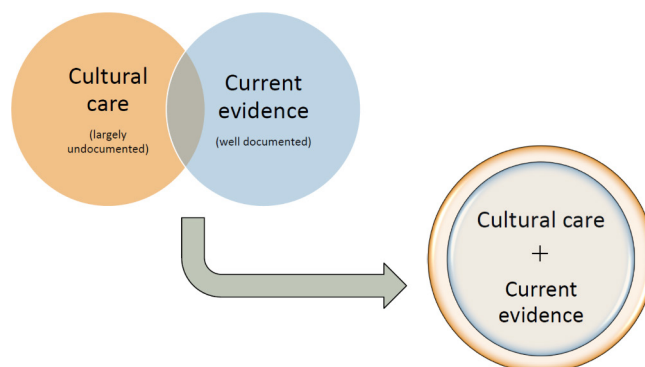 Cultural
care
(largely
undocumented)
Current
evidence
(well documented)
Cultural care
+
Current
evidence